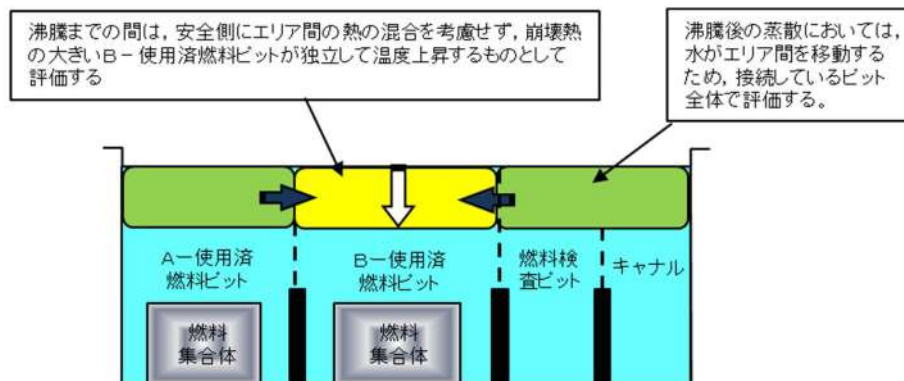 沸騰までの間は，安全側にエリア間の熱の混合を考慮せず，崩壊熱
の大きいB－使用済燃料ピットが独立して温度上昇するものとして
評価する
沸騰後の蒸散においては，
水がエリア間を移動する
ため，接続しているピット
全体で評価する。
A－使用済
燃料ピット
B－使用済
燃料ピット
燃料検
査ピット
キャナル
燃料
集合体
燃料
集合体